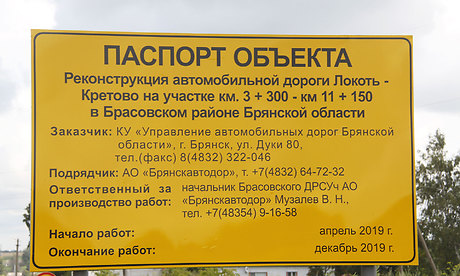 ПАСПОРТ ОБЪЕКТА
Реконструкция автомобильной дороги Локоть -
Кретово на участке км. 3 + 300 - км 11 + 150
в Брасовском районе Брянской области
Заказчик: КУ «Управление автомобильных дорог Брянской
области», г. Брянск, ул. Дуки 80,
тел.(факс) 8(4832) 322-046
Подрядчик: АО «Брянскавтодор», т. +7(4832) 64-72-32
Ответственный за начальник Брасовского ДРСУч АО
производство работ: «Брянскавтодор» Музалев В. Н.,
тел. +7(48354) 9-16-58
Начало работ: апрель 2019 г.
Окончание работ: декабрь 2019 г.